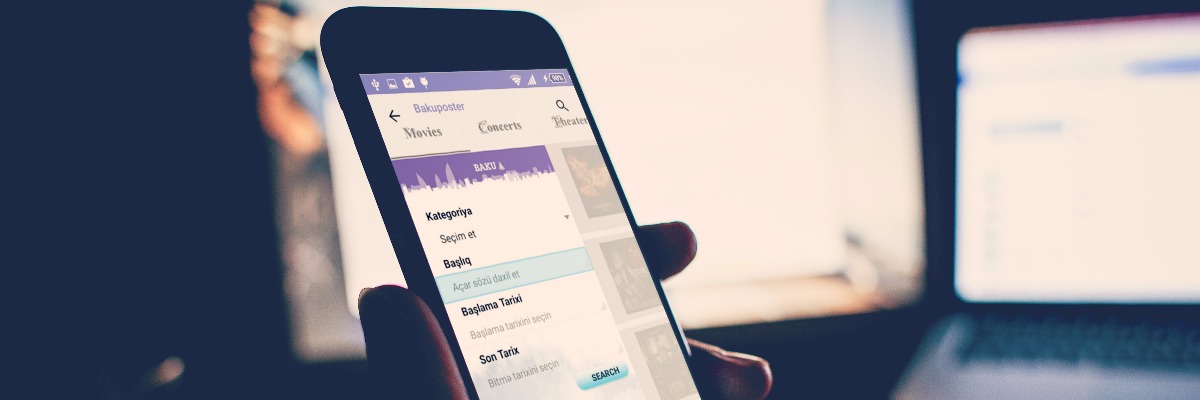 98%
Bakuposter
Movies Concerts Theater
BAKU
Kategoriya
Seçim et
Başlıq
Açar sözü daxil et
Başlama Tarixi
Başlama tarixini seçin
Son Tarix
Bitmə tarixini seçin
SEARCH